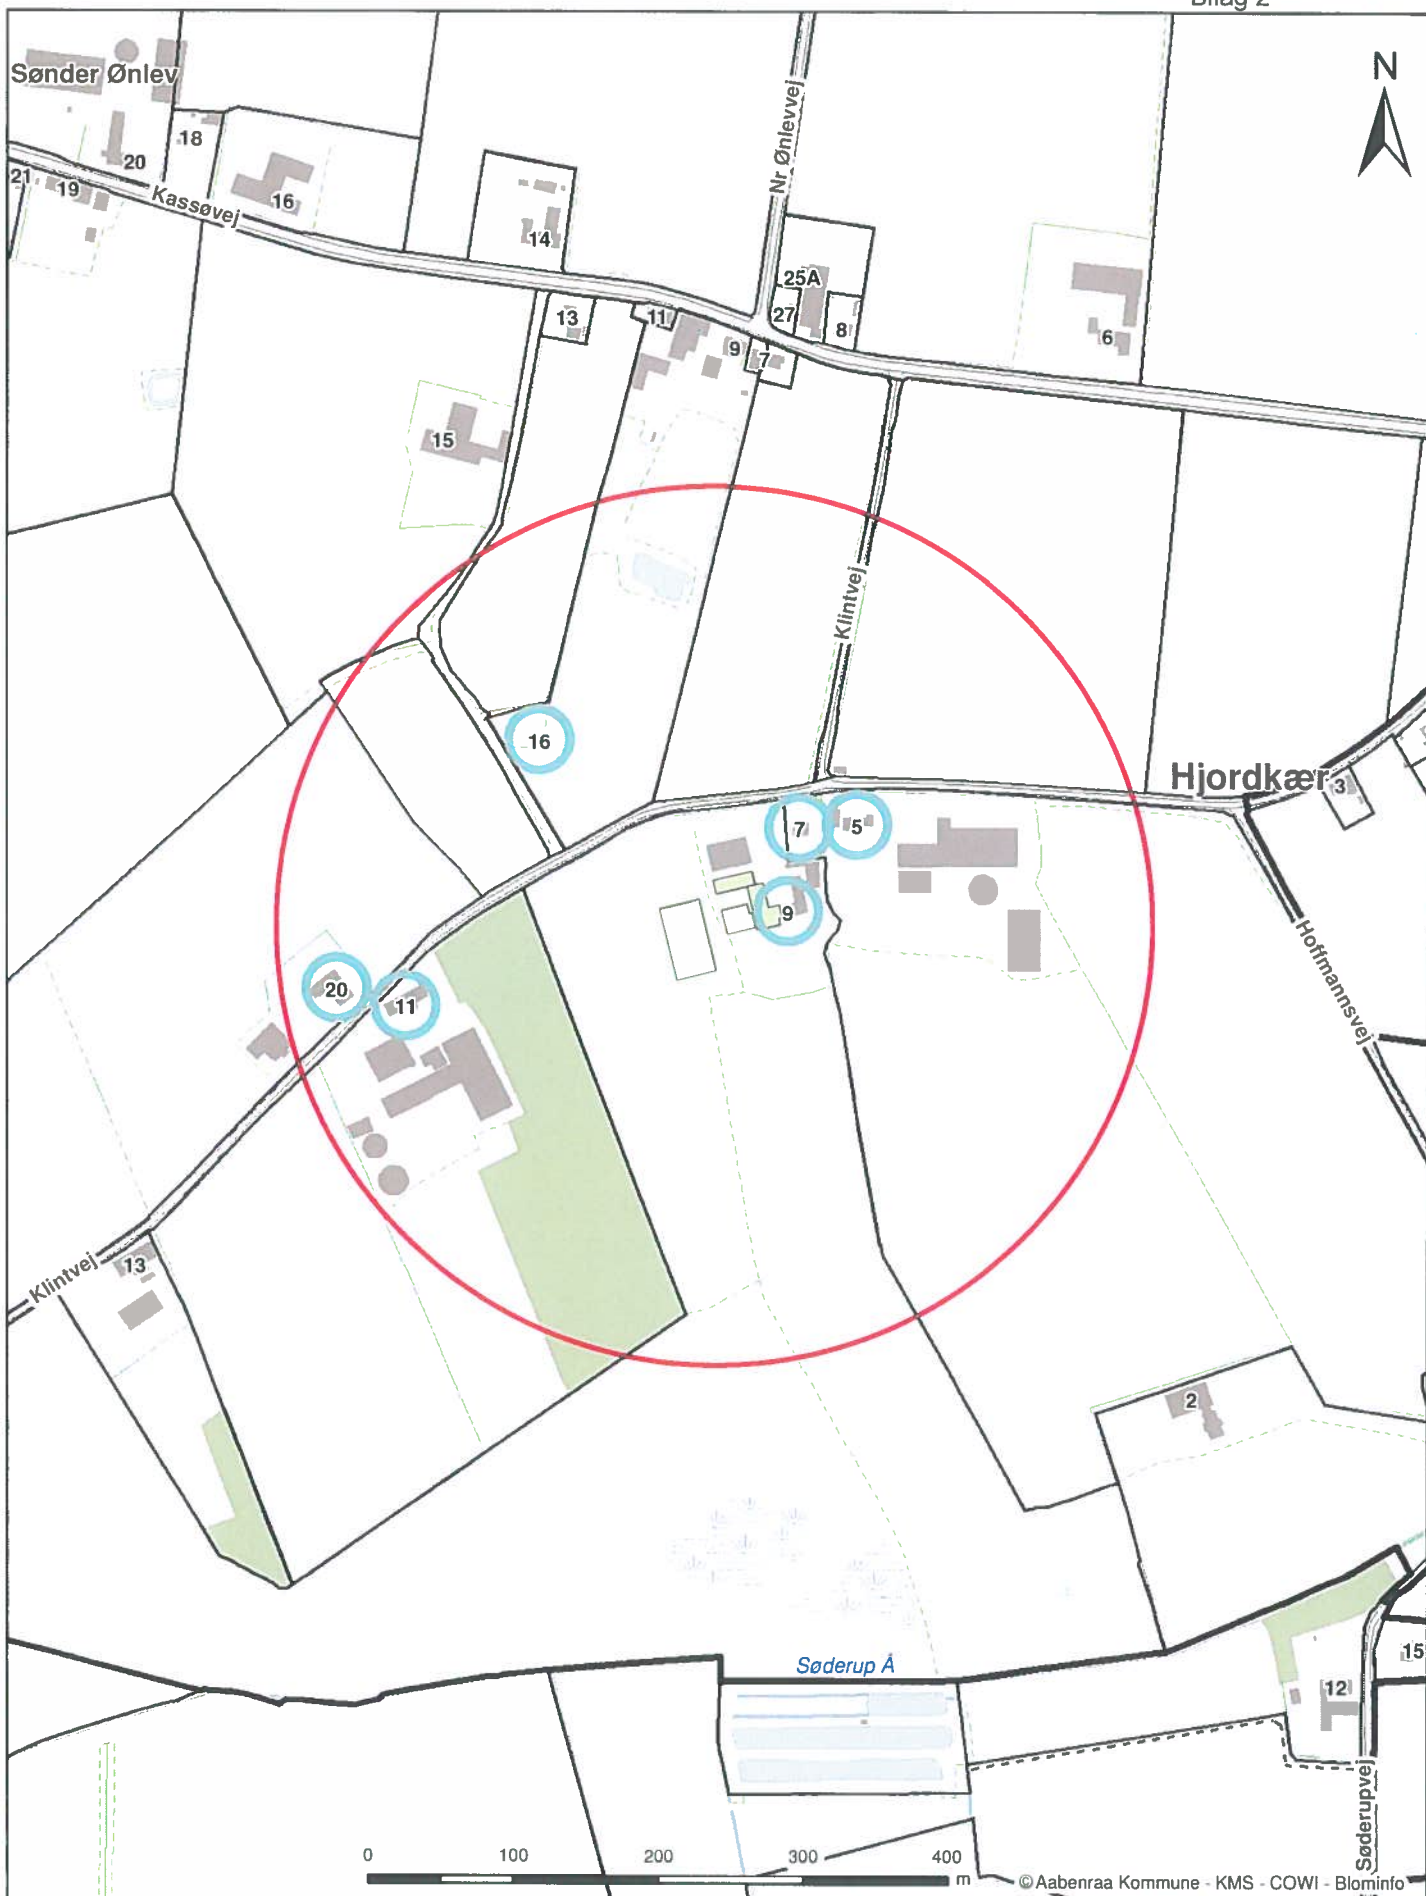 Bilag 2
N
Sønder Ønlev
18
20
21
19
16
Kassøvej
14
Nr Ønlevvej
25A
27
8
13
11
9
7
6
15
Klintvej
16
Hjordkær
3
7
5
9
20
11
Hoffmannsvej
13
Klintvej
2
Søderup Å
15
12
Søderupvej
0 100 200 300 400
m
© Aabenraa Kommune - KMS - COWI - Blominfo